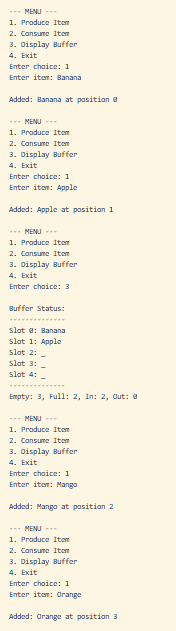 --- MENU ---
1. Produce Item
2. Consume Item
3. Display Buffer
4. Exit
Enter choice: 1
Enter item: Banana
Added: Banana at position 0
--- MENU ---
1. Produce Item
2. Consume Item
3. Display Buffer
4. Exit
Enter choice: 1
Enter item: Apple
Added: Apple at position 1
--- MENU ---
1. Produce Item
2. Consume Item
3. Display Buffer
4. Exit
Enter choice: 3
Buffer Status:
--------------
Slot 0: Banana
Slot 1: Apple
Slot 2: _
Slot 3: _
Slot 4: _
--------------
Empty: 3, Full: 2, In: 2, Out: 0
--- MENU ---
1. Produce Item
2. Consume Item
3. Display Buffer
4. Exit
Enter choice: 1
Enter item: Mango
Added: Mango at position 2
--- MENU ---
1. Produce Item
2. Consume Item
3. Display Buffer
4. Exit
Enter choice: 1
Enter item: Orange
Added: Orange at position 3